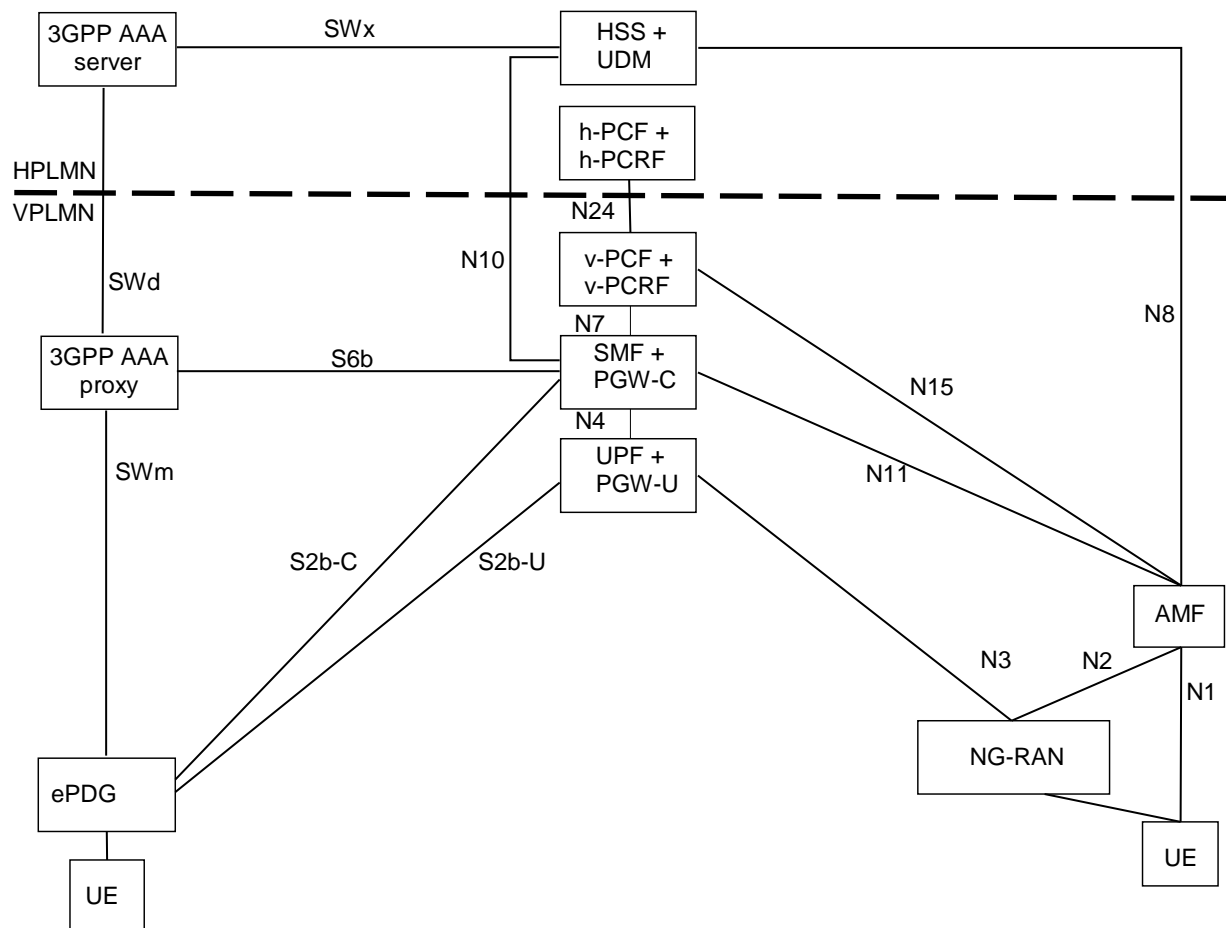 3GPP AAA
server
SWx
HSS +
UDM
h-PCF +
h-PCRF
HPLMN
VPLMN
N24
N10
v-PCF +
v-PCRF
SWd
N8
N7
3GPP AAA
proxy
S6b
SMF +
PGW-C
N15
N4
SWm
UPF +
PGW-U
N11
S2b-C
S2b-U
AMF
N3
N2
N1
NG-RAN
ePDG
UE
UE